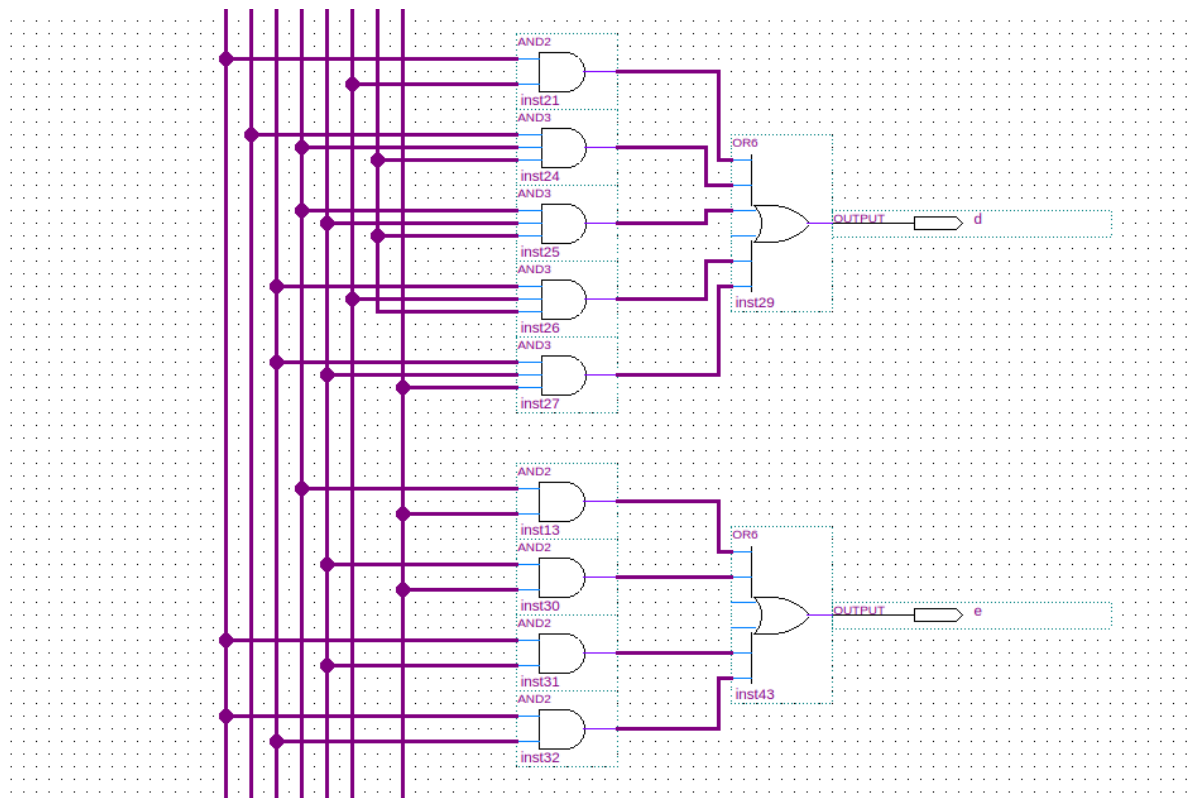 AND2
inst21
AND3
inst24
AND3
inst25
AND3
inst26
AND3
inst27
OR6
inst29
OUTPUT
d
AND2
inst13
AND2
inst30
AND2
inst31
AND2
inst32
OR6
inst43
OUTPUT
e